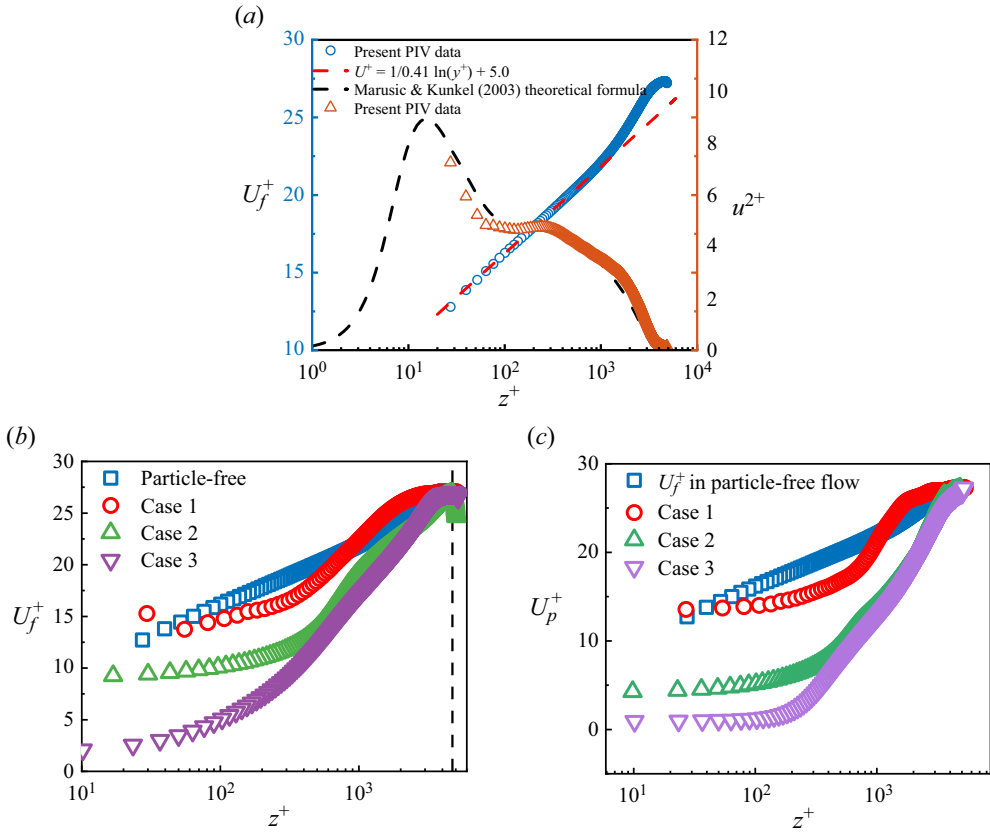 (a)
30
25
20
15
10
U_f^+
12
10
8
6
4
2
0
u^{2+}
Present PIV data
U^+ = 1/0.41 ln(y^+) + 5.0
Marusic & Kunkel (2003) theoretical formula
Present PIV data
10^0 10^1 10^2 10^3 10^4
z^+
(b)
30
25
20
15
10
5
0
U_f^+
Particle-free
Case 1
Case 2
Case 3
10^1 10^2 10^3
z^+
(c)
30
20
10
0
U_p^+
U_f^+ in particle-free flow
Case 1
Case 2
Case 3
10^1 10^2 10^3
z^+